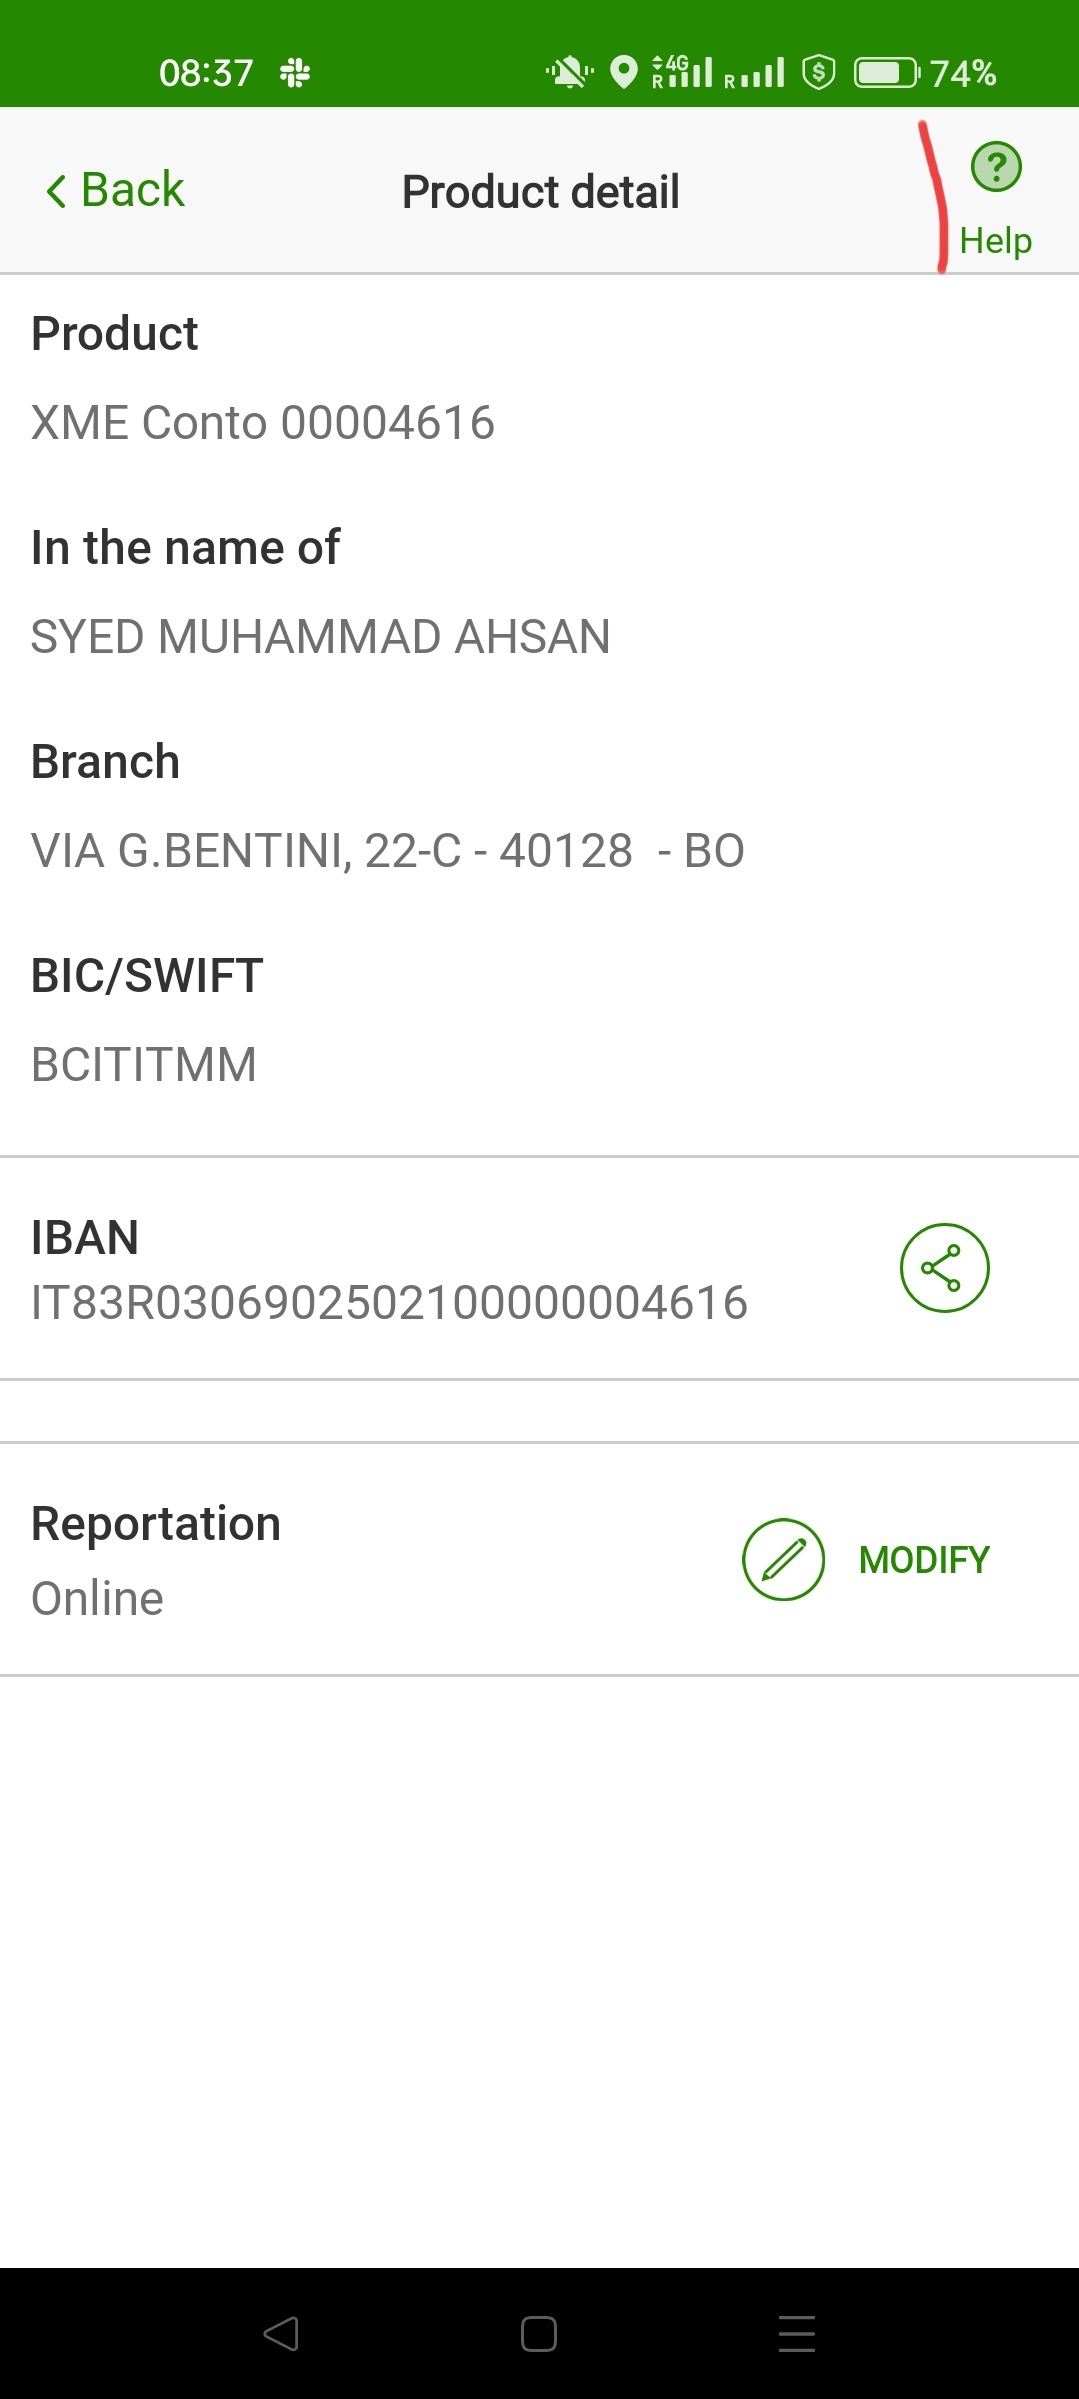 08:37
4G
R
R
74%
Back
Product detail
?
Help
Product
XME Conto 00004616
In the name of
SYED MUHAMMAD AHSAN
Branch
VIA G.BENTINI, 22-C - 40128  - BO
BIC/SWIFT
BCITITMM
IBAN
IT83R0306902502100000004616
Reportation
Online
MODIFY